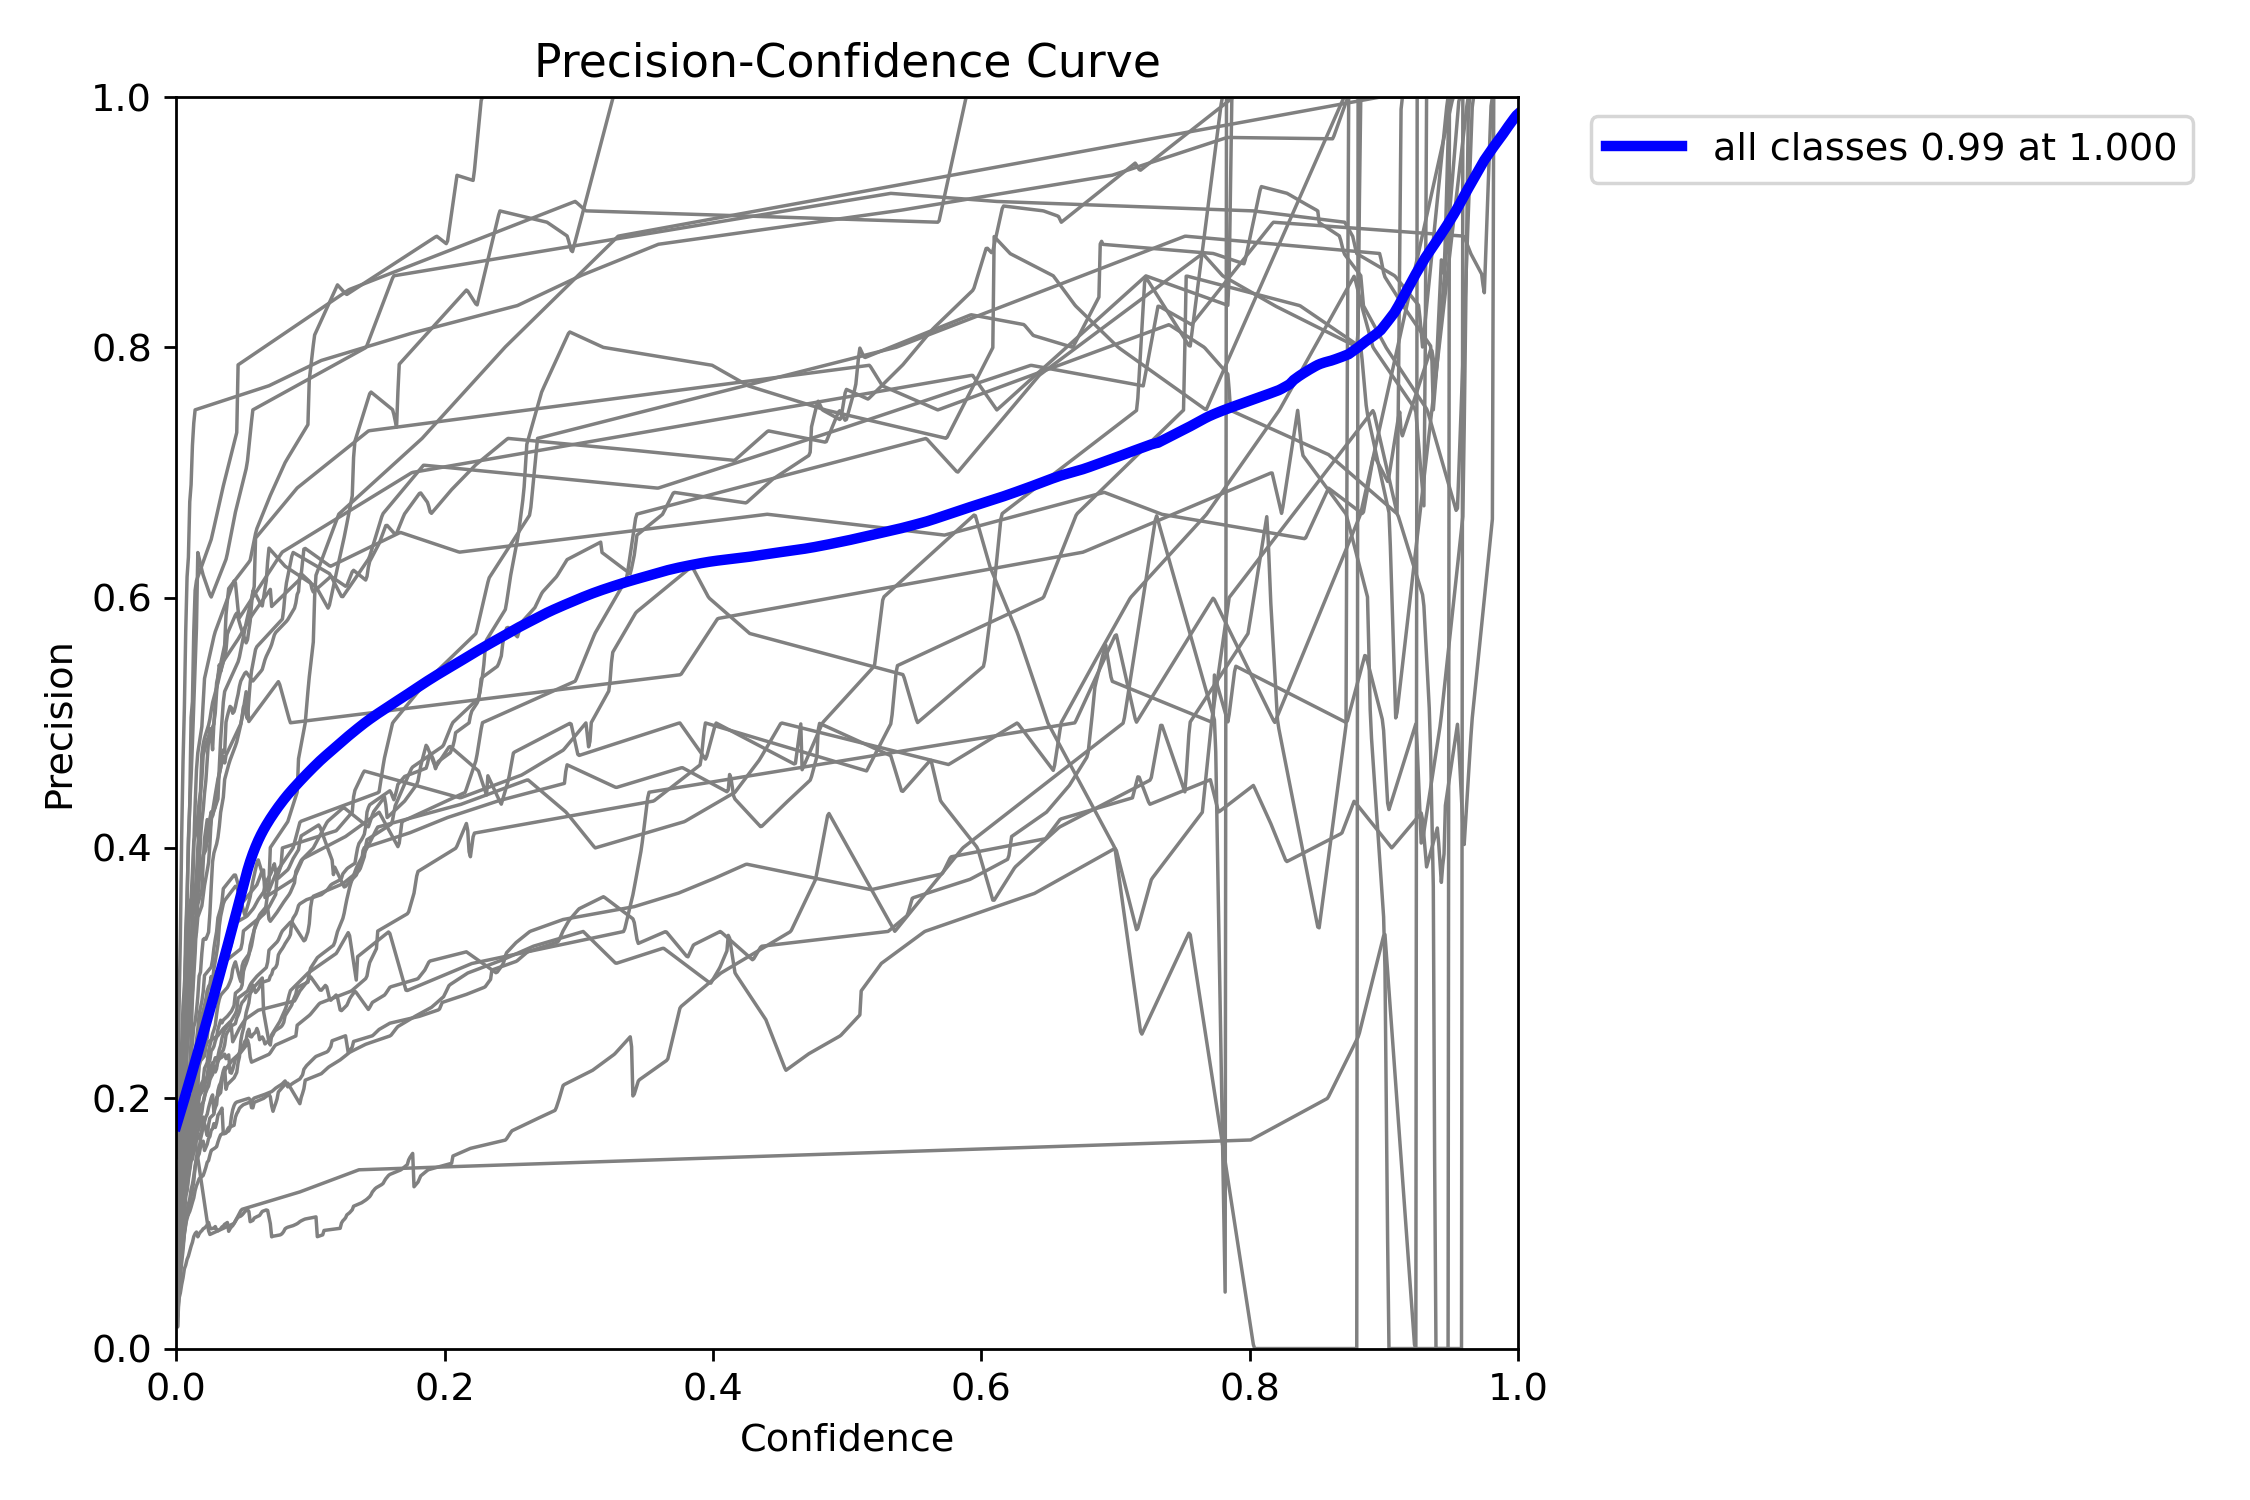 Precision-Confidence Curve
1.0
0.8
0.6
0.4
0.2
0.0
Precision
0.0 0.2 0.4 0.6 0.8 1.0
Confidence
all classes 0.99 at 1.000